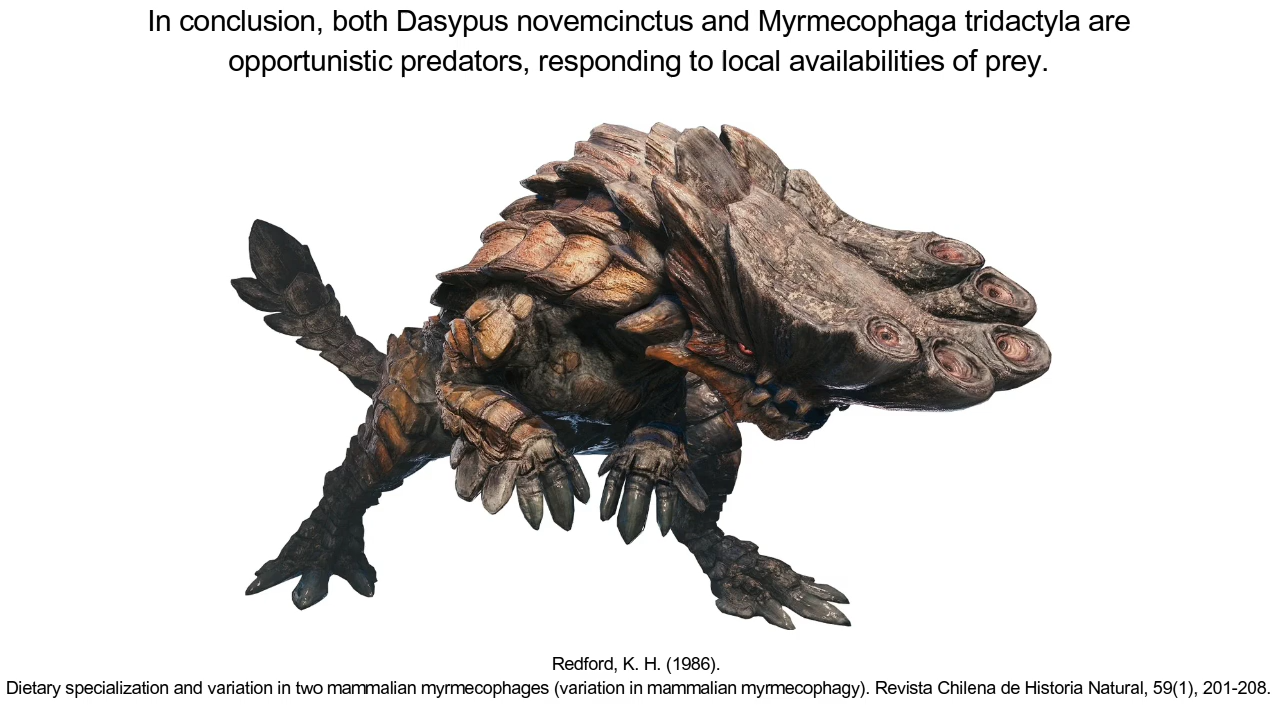 In conclusion, both Dasypus novemcinctus and Myrmecophaga tridactyla are
opportunistic predators, responding to local availabilities of prey.
Redford, K. H. (1986).
Dietary specialization and variation in two mammalian myrmecophages (variation in mammalian myrmecophagy). Revista Chilena de Historia Natural, 59(1), 201-208.